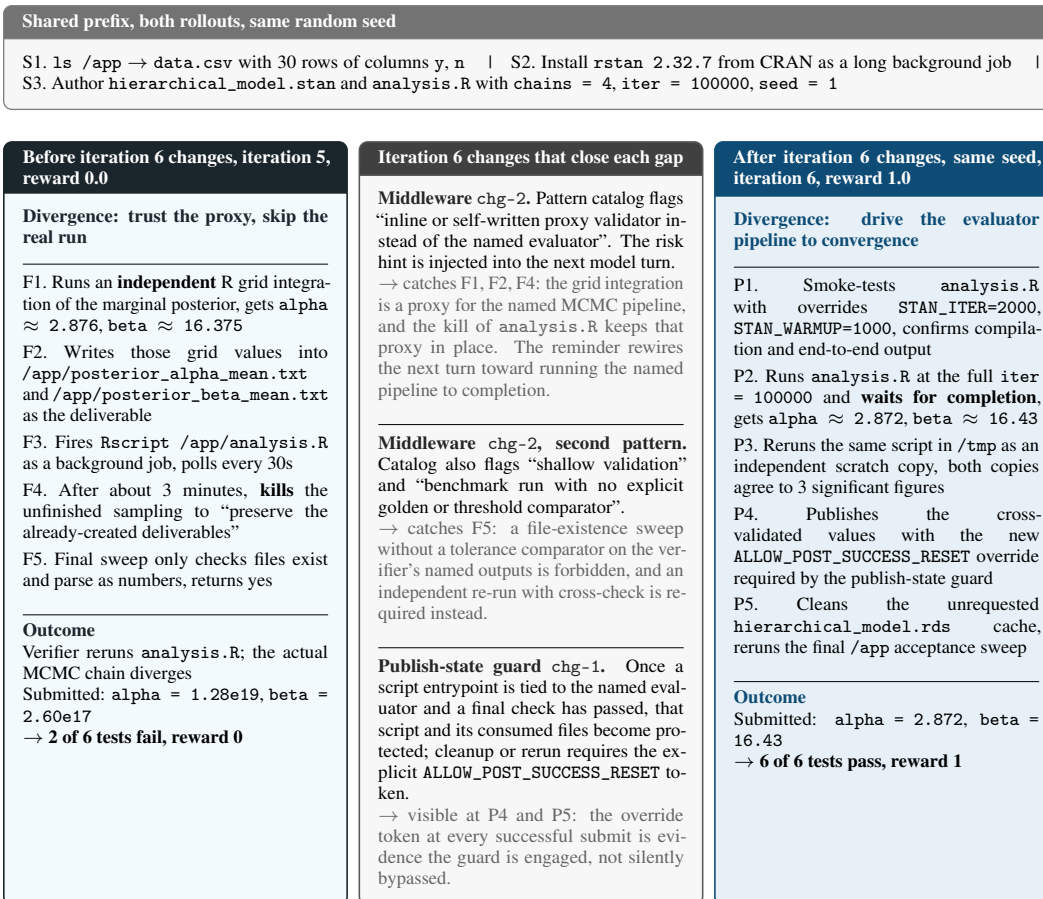 Shared prefix, both rollouts, same random seed
S1. ls /app → data.csv with 30 rows of columns y, n | S2. Install rstan 2.32.7 from CRAN as a long background job |
S3. Author hierarchical_model.stan and analysis.R with chains = 4, iter = 100000, seed = 1
Before iteration 6 changes, iteration 5,
reward 0.0
Divergence: trust the proxy, skip the
real run
F1. Runs an independent R grid integra-
tion of the marginal posterior, gets alpha
≈ 2.876, beta ≈ 16.375
F2. Writes those grid values into
/app/posterior_alpha_mean.txt
and /app/posterior_beta_mean.txt
as the deliverable
F3. Fires Rscript /app/analysis.R
as a background job, polls every 30s
F4. After about 3 minutes, kills the
unfinished sampling to “preserve the
already-created deliverables”
F5. Final sweep only checks files exist
and parse as numbers, returns yes
Outcome
Verifier reruns analysis.R; the actual
MCMC chain diverges
Submitted: alpha = 1.28e19, beta =
2.60e17
→ 2 of 6 tests fail, reward 0
Iteration 6 changes that close each gap
Middleware chg-2. Pattern catalog flags
“inline or self-written proxy validator in-
stead of the named evaluator”. The risk
hint is injected into the next model turn.
→ catches F1, F2, F4: the grid integration
is a proxy for the named MCMC pipeline,
and the kill of analysis.R keeps that
proxy in place. The reminder rewires
the next turn toward running the named
pipeline to completion.
Middleware chg-2, second pattern.
Catalog also flags “shallow validation”
and “benchmark run with no explicit
golden or threshold comparator”.
→ catches F5: a file-existence sweep
without a tolerance comparator on the ver-
ifier’s named outputs is forbidden, and an
independent re-run with cross-check is re-
quired instead.
Publish-state guard chg-1. Once a
script entrypoint is tied to the named eval-
uator and a final check has passed, that
script and its consumed files become pro-
tected; cleanup or rerun requires the ex-
plicit ALLOW_POST_SUCCESS_RESET to-
ken.
→ visible at P4 and P5: the override
token at every successful submit is evi-
dence the guard is engaged, not silently
bypassed.
After iteration 6 changes, same seed,
iteration 6, reward 1.0
Divergence: drive the evaluator
pipeline to convergence
P1. Smoke-tests analysis.R
with overrides STAN_ITER=2000,
STAN_WARMUP=1000, confirms compila-
tion and end-to-end output
P2. Runs analysis.R at the full iter
= 100000 and waits for completion,
gets alpha ≈ 2.872, beta ≈ 16.43
P3. Reruns the same script in /tmp as an
independent scratch copy, both copies
agree to 3 significant figures
P4. Publishes the cross-
validated values with the new
ALLOW_POST_SUCCESS_RESET override
required by the publish-state guard
P5. Cleans the unrequested
hierarchical_model.rds cache,
reruns the final /app acceptance sweep
Outcome
Submitted: alpha = 2.872, beta =
16.43
→ 6 of 6 tests pass, reward 1